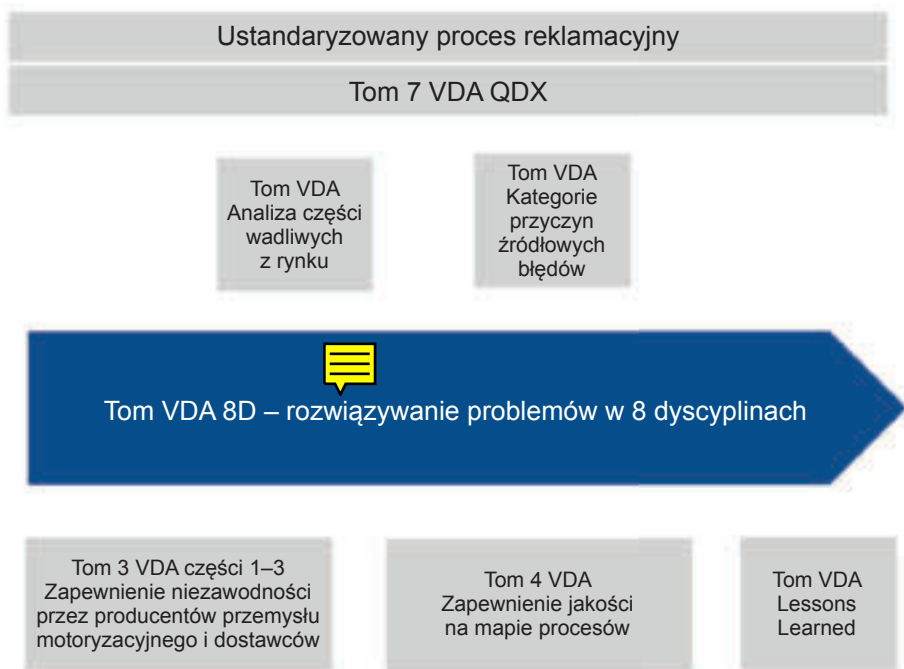 Ustandaryzowany proces reklamacyjny
Tom 7 VDA QDX
Tom VDA
Analiza części
wadliwych
z rynku
Tom VDA
Kategorie
przyczyn
źródłowych
błędów
Tom VDA 8D – rozwiązywanie problemów w 8 dyscyplinach
Tom 3 VDA części 1–3
Zapewnienie niezawodności
przez producentów przemysłu
motoryzacyjnego i dostawców
Tom 4 VDA
Zapewnienie jakości
na mapie procesów
Tom VDA
Lessons
Learned